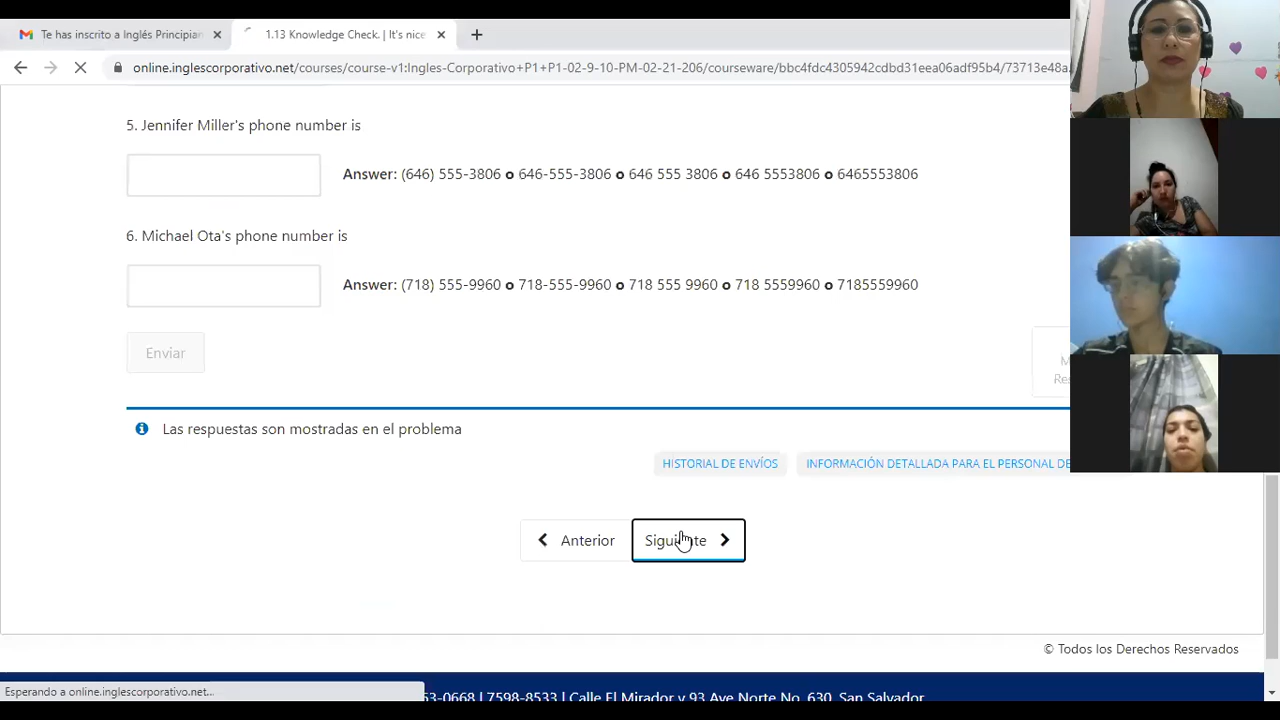 Te has inscrito a Inglés Principian
1.13 Knowledge Check. | It's nice
online.inglescorporativo.net/courses/course-v1:Ingles-Corporativo+P1+P1-02-9-10-PM-02-21-206/courseware/bbc4fdc4305942cdbd31eea06adf95b4/73713e48a
5. Jennifer Miller's phone number is
Answer: (646) 555-3806 o 646-555-3806 o 646 555 3806 o 646 5553806 o 6465553806
6. Michael Ota's phone number is
Answer: (718) 555-9960 o 718-555-9960 o 718 555 9960 o 718 5559960 o 7185559960
Enviar
M
Res
Las respuestas son mostradas en el problema
HISTORIAL DE ENVÍOS
INFORMACIÓN DETALLADA PARA EL PERSONAL DE
Anterior
Siguiente
© Todos los Derechos Reservados
Esperando a online.inglescorporativo.net...
53-0668 | 7598-8533 | Calle El Mirador y 93 Ave Norte No. 630, San Salvador